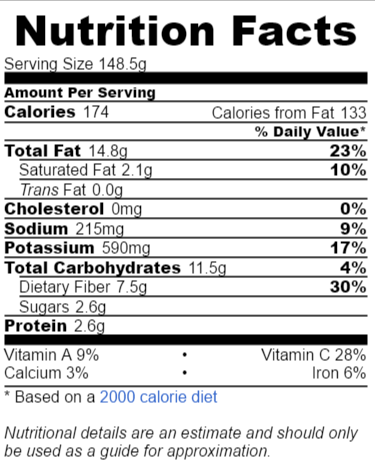 Nutrition Facts
Serving Size 148.5g
Amount Per Serving
Calories 174 Calories from Fat 133
% Daily Value*
Total Fat 14.8g 23%
Saturated Fat 2.1g 10%
Trans Fat 0.0g
Cholesterol 0mg 0%
Sodium 215mg 9%
Potassium 590mg 17%
Total Carbohydrates 11.5g 4%
Dietary Fiber 7.5g 30%
Sugars 2.6g
Protein 2.6g
Vitamin A 9% • Vitamin C 28%
Calcium 3% • Iron 6%
* Based on a 2000 calorie diet
Nutritional details are an estimate and should only
be used as a guide for approximation.